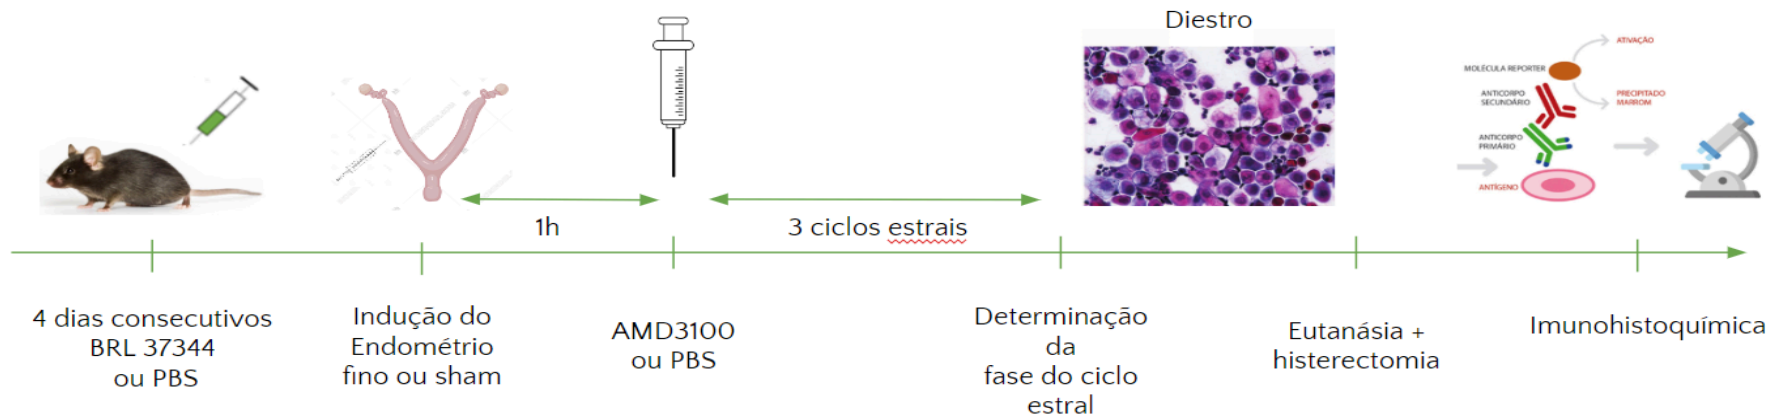 Diestro
ATIVAÇÃO
MOLÉCULA REPORTER
ANTICORPO
SECUNDÁRIO
PRECIPITADO
MARROM
ANTICORPO
PRIMÁRIO
ANTÍGENO
1h
3 ciclos estrais
4 dias consecutivos
BRL 37344
ou PBS
Indução do
Endométrio
fino ou sham
AMD3100
ou PBS
Determinação
da
fase do ciclo
estral
Eutanásia +
histerectomia
Imunohistoquímica